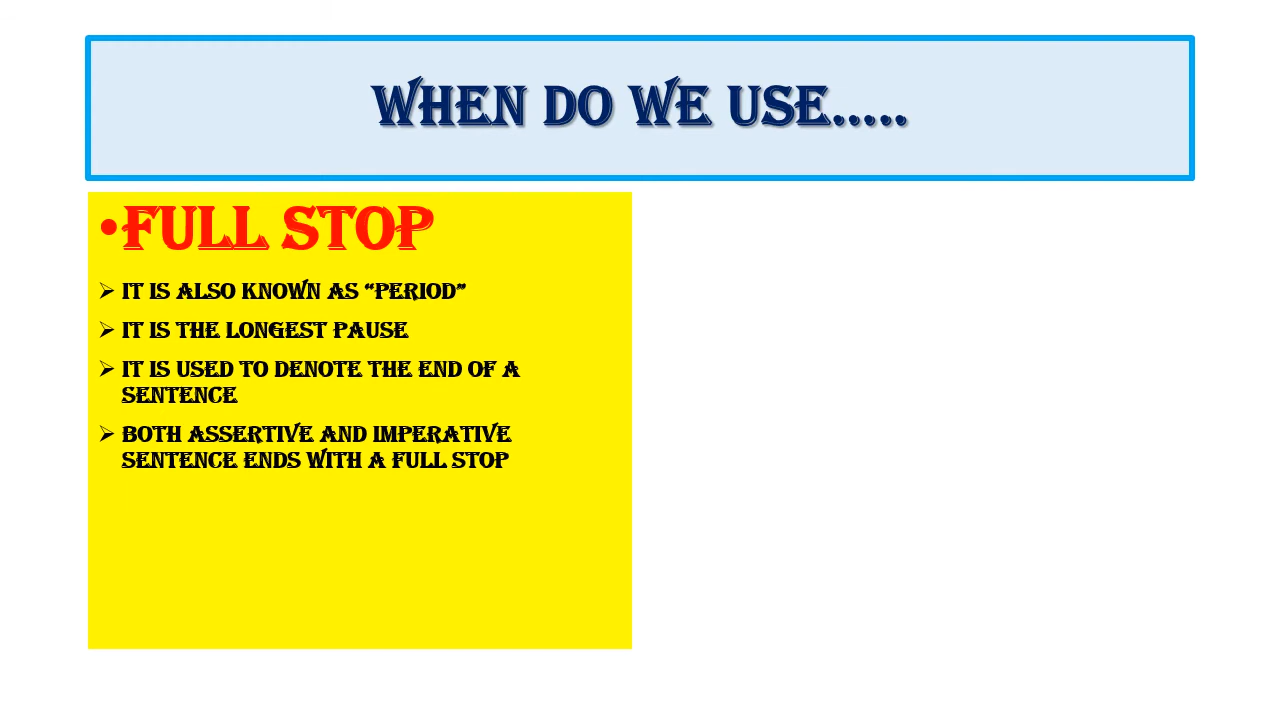 WHEN DO WE USE.....
•FULL STOP
➢ IT IS ALSO KNOWN AS “PERIOD”
➢ IT IS THE LONGEST PAUSE
➢ IT IS USED TO DENOTE THE END OF A
SENTENCE
➢ BOTH ASSERTIVE AND IMPERATIVE
SENTENCE ENDS WITH A FULL STOP